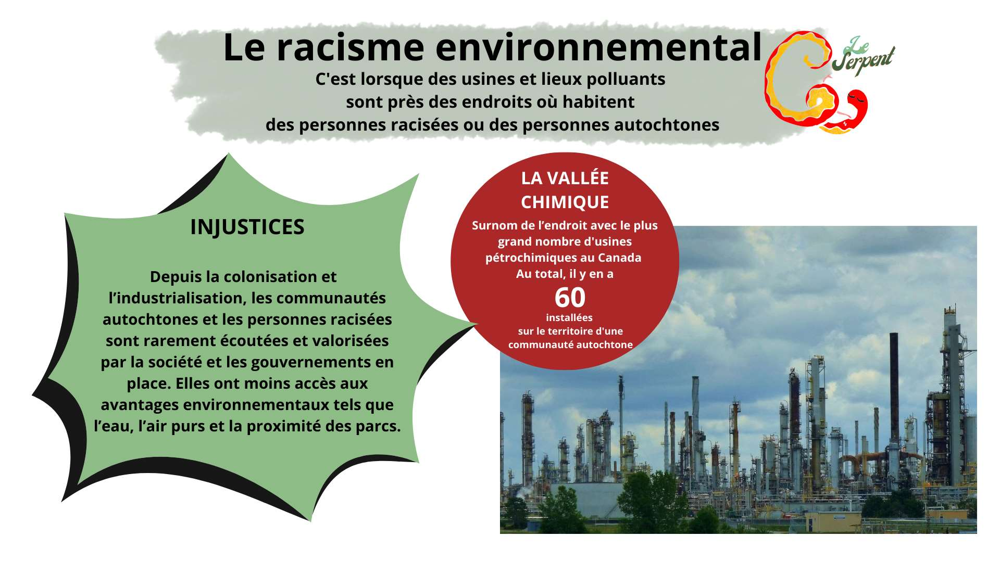 Le racisme environnemental
C'est lorsque des usines et lieux polluants
sont près des endroits où habitent
des personnes racisées ou des personnes autochtones
Le
Serpent
INJUSTICES
Depuis la colonisation et
l’industrialisation, les communautés
autochtones et les personnes racisées
sont rarement écoutées et valorisées
par la société et les gouvernements en
place. Elles ont moins accès aux
avantages environnementaux tels que
l’eau, l’air purs et la proximité des parcs.
LA VALLÉE
CHIMIQUE
Surnom de l’endroit avec le plus
grand nombre d'usines
pétrochimiques au Canada
Au total, il y en a
60
installées
sur le territoire d'une
communauté autochtone